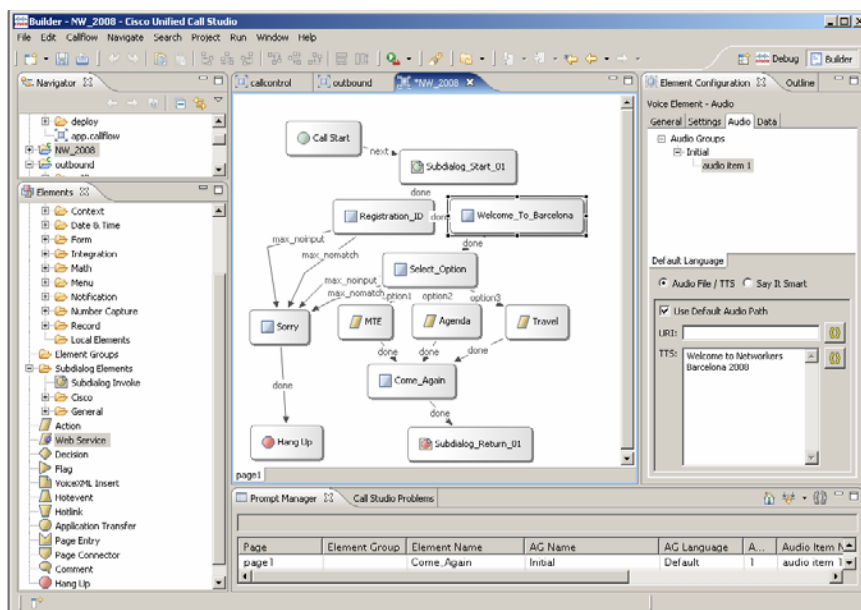 Builder - NW_2008 - Cisco Unified Call Studio
File Edit Callflow Navigate Search Project Run Window Help
Debug Builder
Navigator
deploy
app.callflow
NW_2008
outbound
Elements
Context
Date & Time
Form
Integration
Math
Menu
Notification
Number Capture
Record
Local Elements
Element Groups
Subdialog Elements
Subdialog Invoke
Cisco
General
Action
Web Service
Decision
Flag
VoiceXML Insert
Hotevent
Hotlink
Application Transfer
Page Entry
Page Connector
Comment
Hang Up
callcontrol outbound *NW_2008
Call Start
next
Subdialog_Start_01
done
Registration_ID done Welcome_To_Barcelona
max_noinput done
max_nomatch
Select_Option
max_noinput
max_nomatch option1 option2 option3
Sorry MTE Agenda Travel
done done done
Come_Again
done
done
Hang Up Subdialog_Return_01
page1
Element Configuration Outline
Voice Element - Audio
General Settings Audio Data
Audio Groups
Initial
audio item 1
Default Language
Audio File / TTS Say It Smart
Use Default Audio Path
URI:
TTS: Welcome to Networkers
Barcelona 2008
Prompt Manager Call Studio Problems
Page Element Group Element Name AG Name AG Language A... Audio Item
page1 Come_Again Initial Default 1 audio item 1